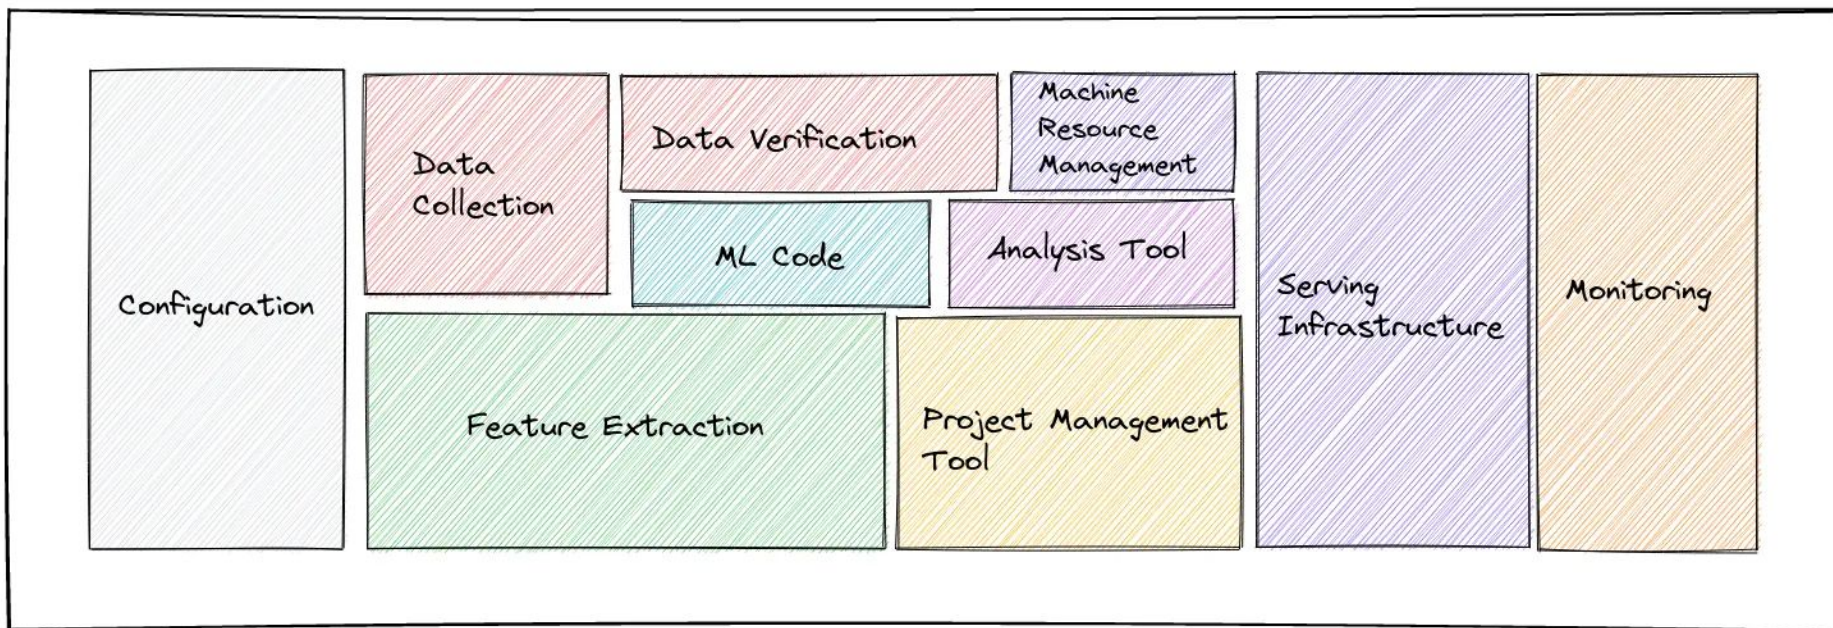 Configuration
Data
Collection
Data Verification
Machine
Resource
Management
ML Code
Analysis Tool
Feature Extraction
Project Management
Tool
Serving
Infrastructure
Monitoring